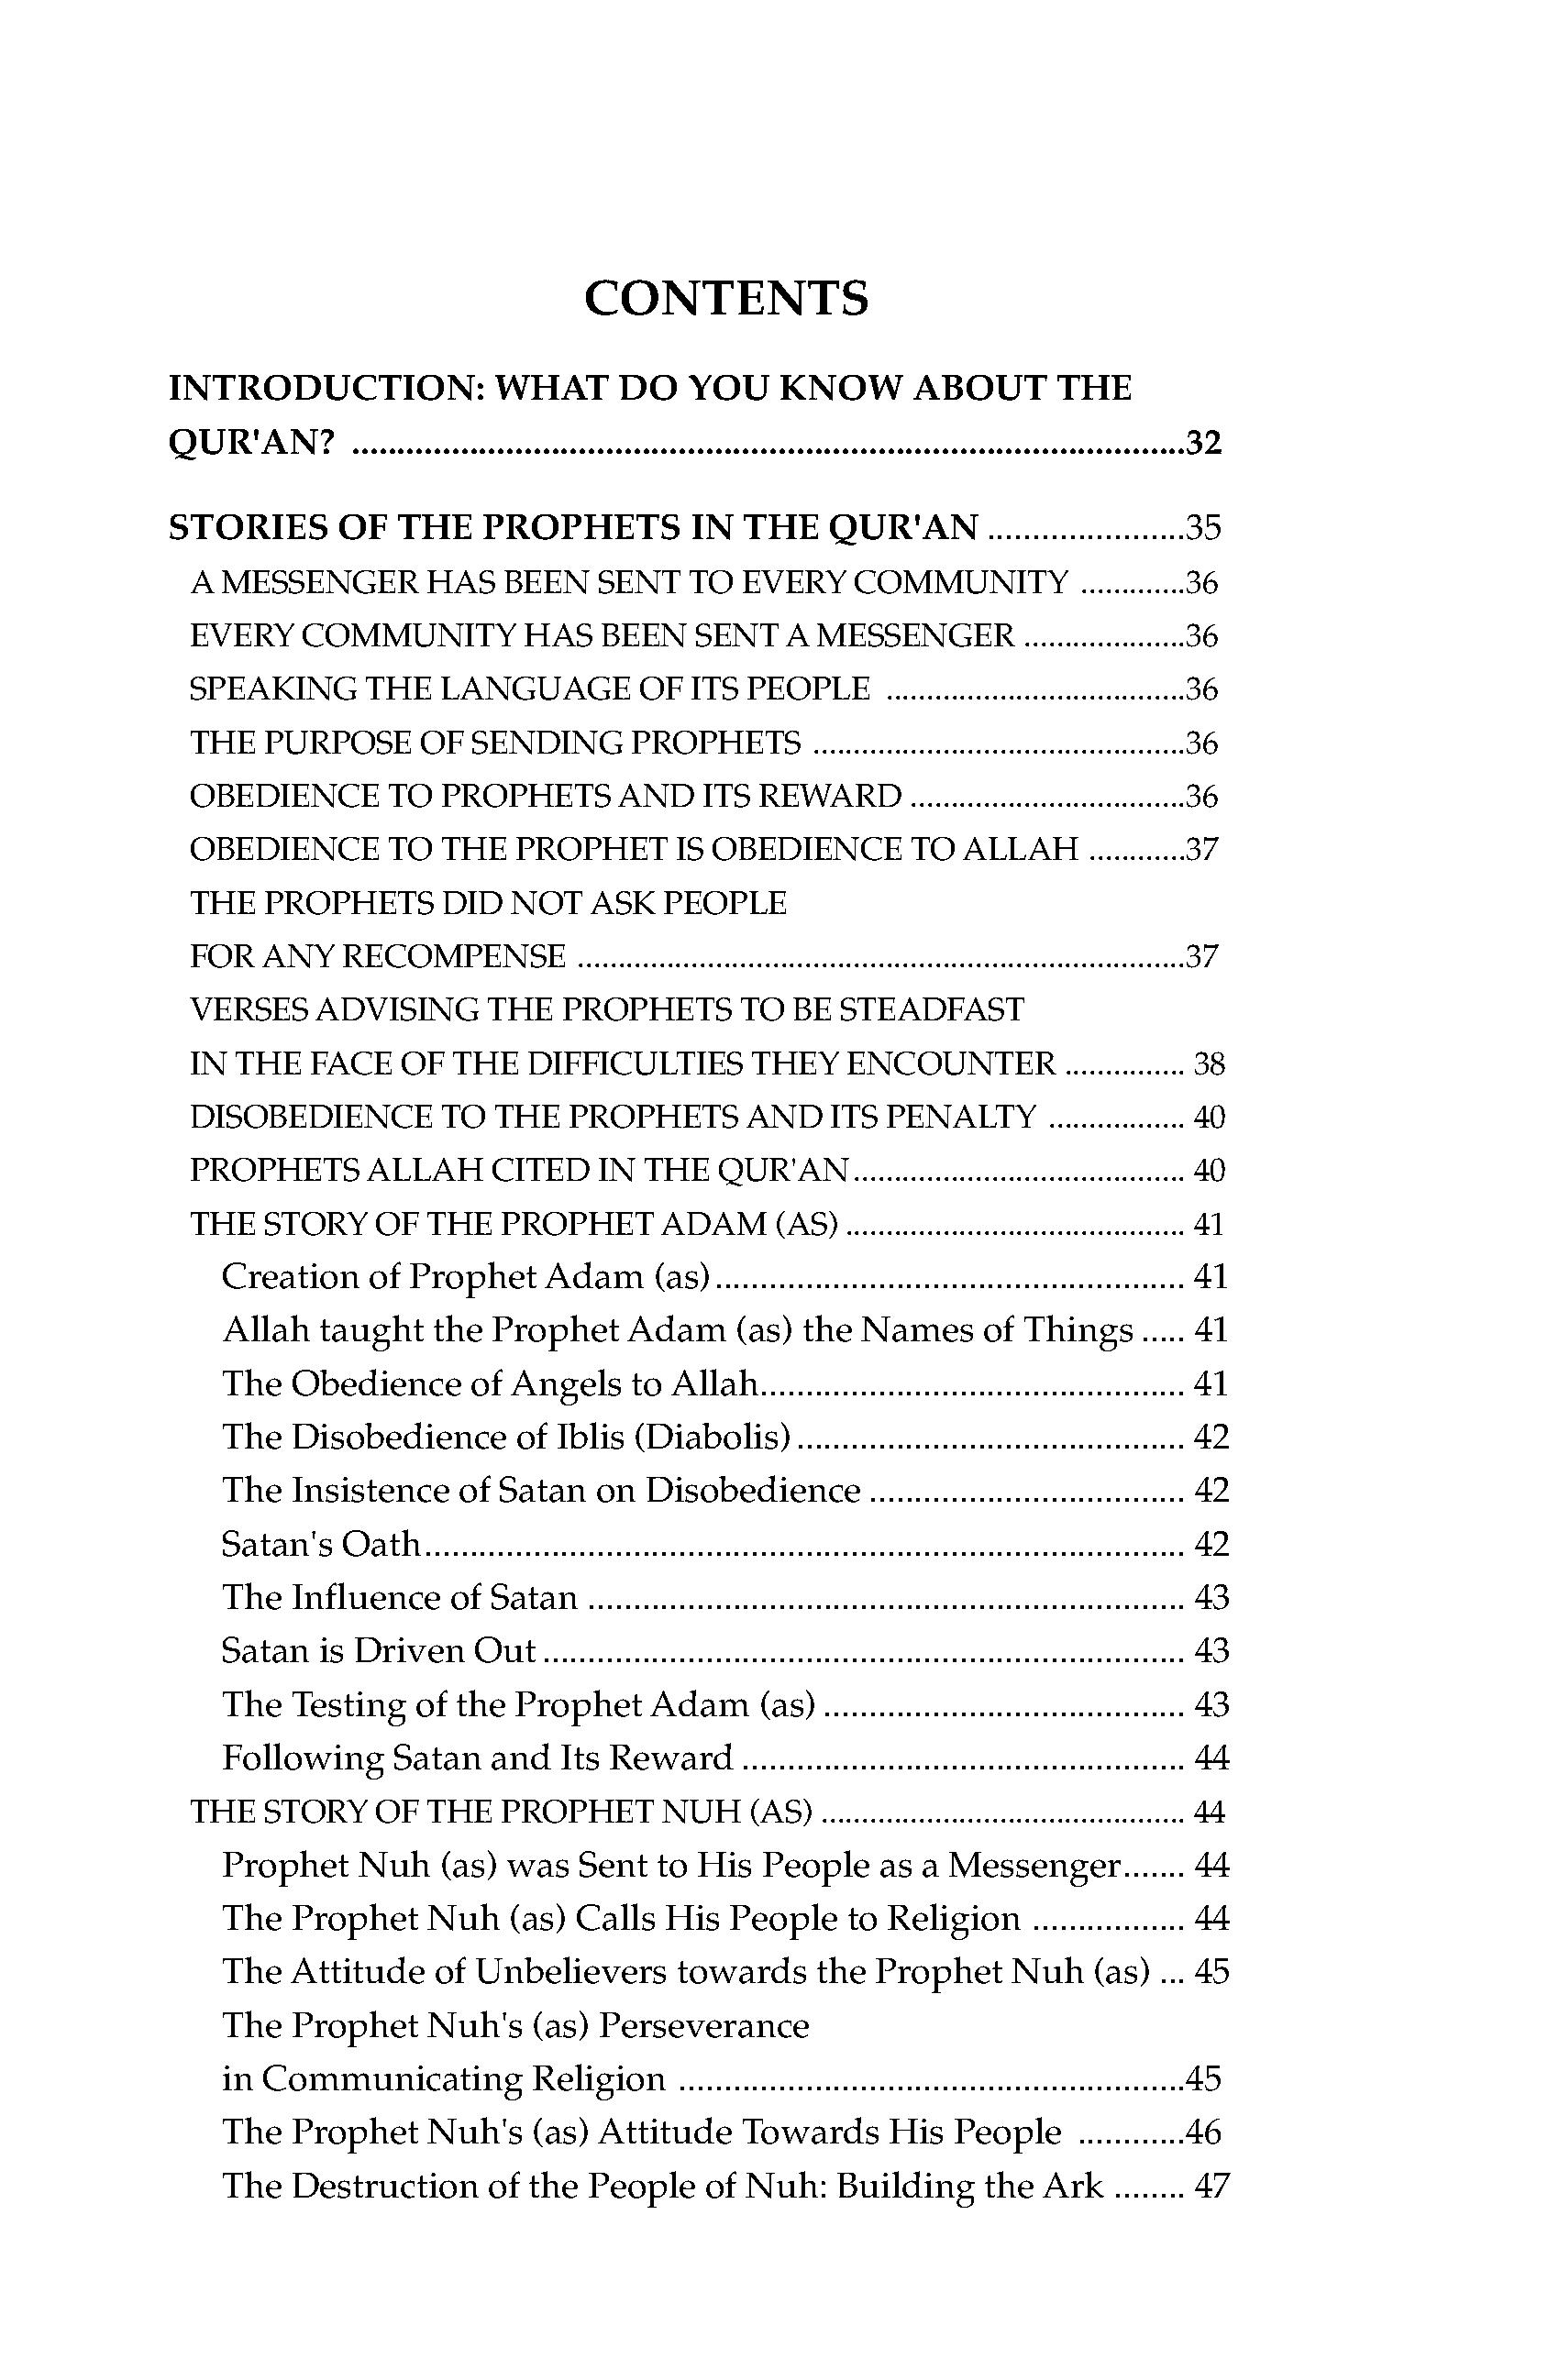 CONTENTS
INTRODUCTION: WHAT DO YOU KNOW ABOUT THE
QUR'AN? ............................................................................................32
STORIES OF THE PROPHETS IN THE QUR'AN ......................35
A MESSENGER HAS BEEN SENT TO EVERY COMMUNITY .............36
EVERY COMMUNITY HAS BEEN SENT A MESSENGER ....................36
SPEAKING THE LANGUAGE OF ITS PEOPLE .....................................36
THE PURPOSE OF SENDING PROPHETS ..............................................36
OBEDIENCE TO PROPHETS AND ITS REWARD ..................................36
OBEDIENCE TO THE PROPHET IS OBEDIENCE TO ALLAH ............37
THE PROPHETS DID NOT ASK PEOPLE
FOR ANY RECOMPENSE ...........................................................................37
VERSES ADVISING THE PROPHETS TO BE STEADFAST
IN THE FACE OF THE DIFFICULTIES THEY ENCOUNTER ............... 38
DISOBEDIENCE TO THE PROPHETS AND ITS PENALTY ................. 40
PROPHETS ALLAH CITED IN THE QUR'AN......................................... 40
THE STORY OF THE PROPHET ADAM (AS) .......................................... 41
Creation of Prophet Adam (as).................................................... 41
Allah taught the Prophet Adam (as) the Names of Things ..... 41
The Obedience of Angels to Allah............................................... 41
The Disobedience of Iblis (Diabolis)........................................... 42
The Insistence of Satan on Disobedience ................................... 42
Satan's Oath.................................................................................... 42
The Influence of Satan .................................................................. 43
Satan is Driven Out....................................................................... 43
The Testing of the Prophet Adam (as) ........................................ 43
Following Satan and Its Reward ................................................. 44
THE STORY OF THE PROPHET NUH (AS) ............................................. 44
Prophet Nuh (as) was Sent to His People as a Messenger....... 44
The Prophet Nuh (as) Calls His People to Religion ................. 44
The Attitude of Unbelievers towards the Prophet Nuh (as) ... 45
The Prophet Nuh's (as) Perseverance
in Communicating Religion ........................................................45
The Prophet Nuh's (as) Attitude Towards His People ............46
The Destruction of the People of Nuh: Building the Ark ........ 47